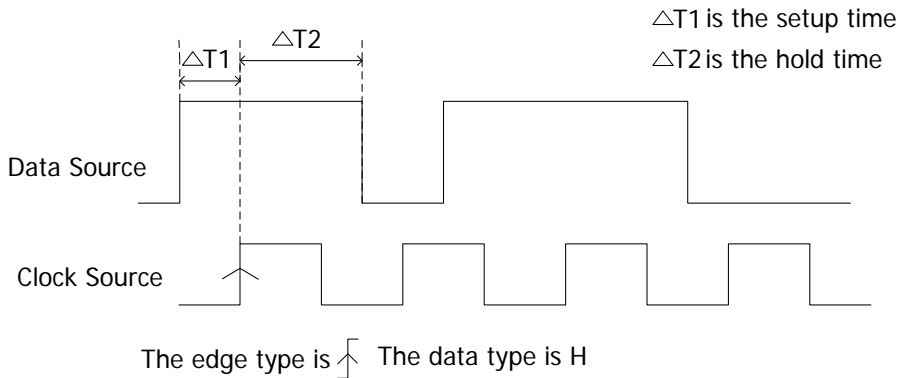 △T1 is the setup time
△T2
△T1
△T2 is the hold time
Data Source
Clock Source
The edge type is The data type is H